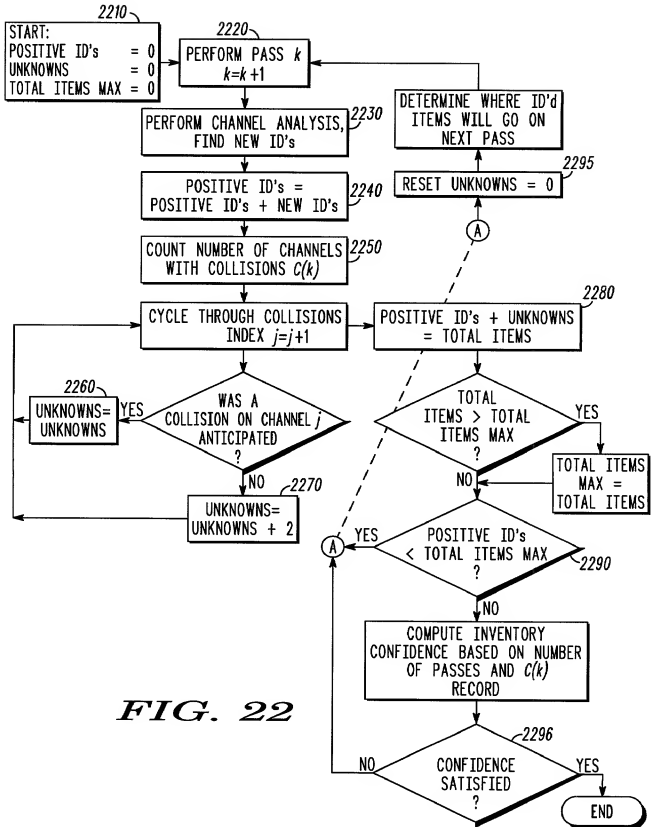 2210
START:
POSITIVE ID's = 0
UNKNOWNS = 0
TOTAL ITEMS MAX = 0
2220
PERFORM PASS k
k=k+1
2230
PERFORM CHANNEL ANALYSIS,
FIND NEW ID's
2240
POSITIVE ID's =
POSITIVE ID's + NEW ID's
2250
COUNT NUMBER OF CHANNELS
WITH COLLISIONS C(k)
CYCLE THROUGH COLLISIONS
INDEX j=j+1
WAS A
COLLISION ON CHANNEL j
ANTICIPATED
?
YES
2260
UNKNOWNS=
UNKNOWNS
NO
2270
UNKNOWNS=
UNKNOWNS + 2
DETERMINE WHERE ID'd
ITEMS WILL GO ON
NEXT PASS
2295
RESET UNKNOWNS = 0
A
2280
POSITIVE ID's + UNKNOWNS
= TOTAL ITEMS
TOTAL
ITEMS > TOTAL
ITEMS MAX
?
YES
TOTAL ITEMS
MAX =
TOTAL ITEMS
NO
POSITIVE ID's
< TOTAL ITEMS MAX
?
2290
YES
A
NO
COMPUTE INVENTORY
CONFIDENCE BASED ON NUMBER
OF PASSES AND C(k)
RECORD
2296
CONFIDENCE
SATISFIED
?
NO
YES
END
FIG. 22